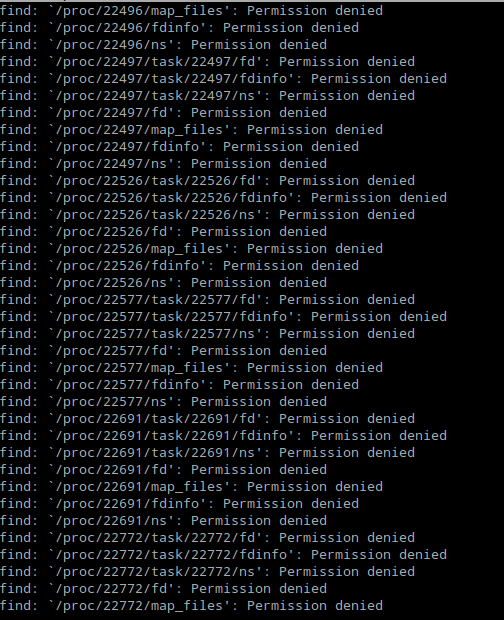 find: `/proc/22496/map_files': Permission denied
find: `/proc/22496/fdinfo': Permission denied
find: `/proc/22496/ns': Permission denied
find: `/proc/22497/task/22497/fd': Permission denied
find: `/proc/22497/task/22497/fdinfo': Permission denied
find: `/proc/22497/task/22497/ns': Permission denied
find: `/proc/22497/fd': Permission denied
find: `/proc/22497/map_files': Permission denied
find: `/proc/22497/fdinfo': Permission denied
find: `/proc/22497/ns': Permission denied
find: `/proc/22526/task/22526/fd': Permission denied
find: `/proc/22526/task/22526/fdinfo': Permission denied
find: `/proc/22526/task/22526/ns': Permission denied
find: `/proc/22526/fd': Permission denied
find: `/proc/22526/map_files': Permission denied
find: `/proc/22526/fdinfo': Permission denied
find: `/proc/22526/ns': Permission denied
find: `/proc/22577/task/22577/fd': Permission denied
find: `/proc/22577/task/22577/fdinfo': Permission denied
find: `/proc/22577/task/22577/ns': Permission denied
find: `/proc/22577/fd': Permission denied
find: `/proc/22577/map_files': Permission denied
find: `/proc/22577/fdinfo': Permission denied
find: `/proc/22577/ns': Permission denied
find: `/proc/22691/task/22691/fd': Permission denied
find: `/proc/22691/task/22691/fdinfo': Permission denied
find: `/proc/22691/task/22691/ns': Permission denied
find: `/proc/22691/fd': Permission denied
find: `/proc/22691/map_files': Permission denied
find: `/proc/22691/fdinfo': Permission denied
find: `/proc/22691/ns': Permission denied
find: `/proc/22772/task/22772/fd': Permission denied
find: `/proc/22772/task/22772/fdinfo': Permission denied
find: `/proc/22772/task/22772/ns': Permission denied
find: `/proc/22772/fd': Permission denied
find: `/proc/22772/map_files': Permission denied